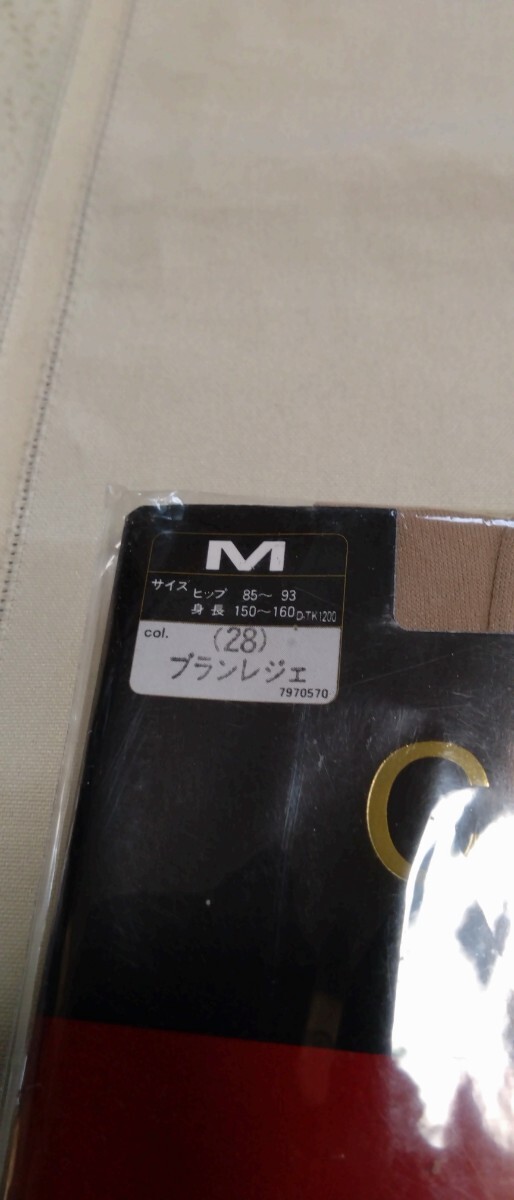 M
サイズ ヒップ 85〜 93
身長 150〜160 D.TK1200
col. (28)
ブランレジェ
7970570